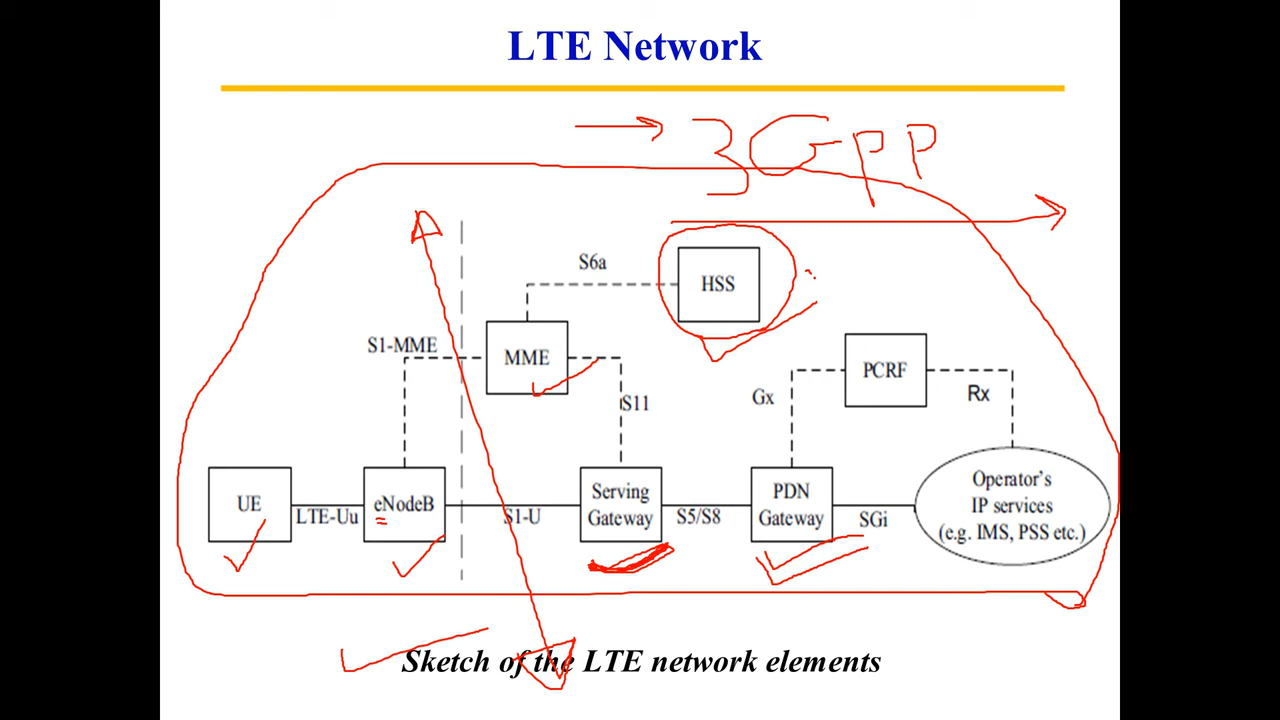 LTE Network
3GPP
S6a
HSS
S1-MME
MME
S11
Gx
PCRF
Rx
UE
LTE-Uu
eNodeB
S1-U
Serving
Gateway
S5/S8
PDN
Gateway
SGi
Operator's
IP services
(e.g. IMS, PSS etc.)
Sketch of the LTE network elements